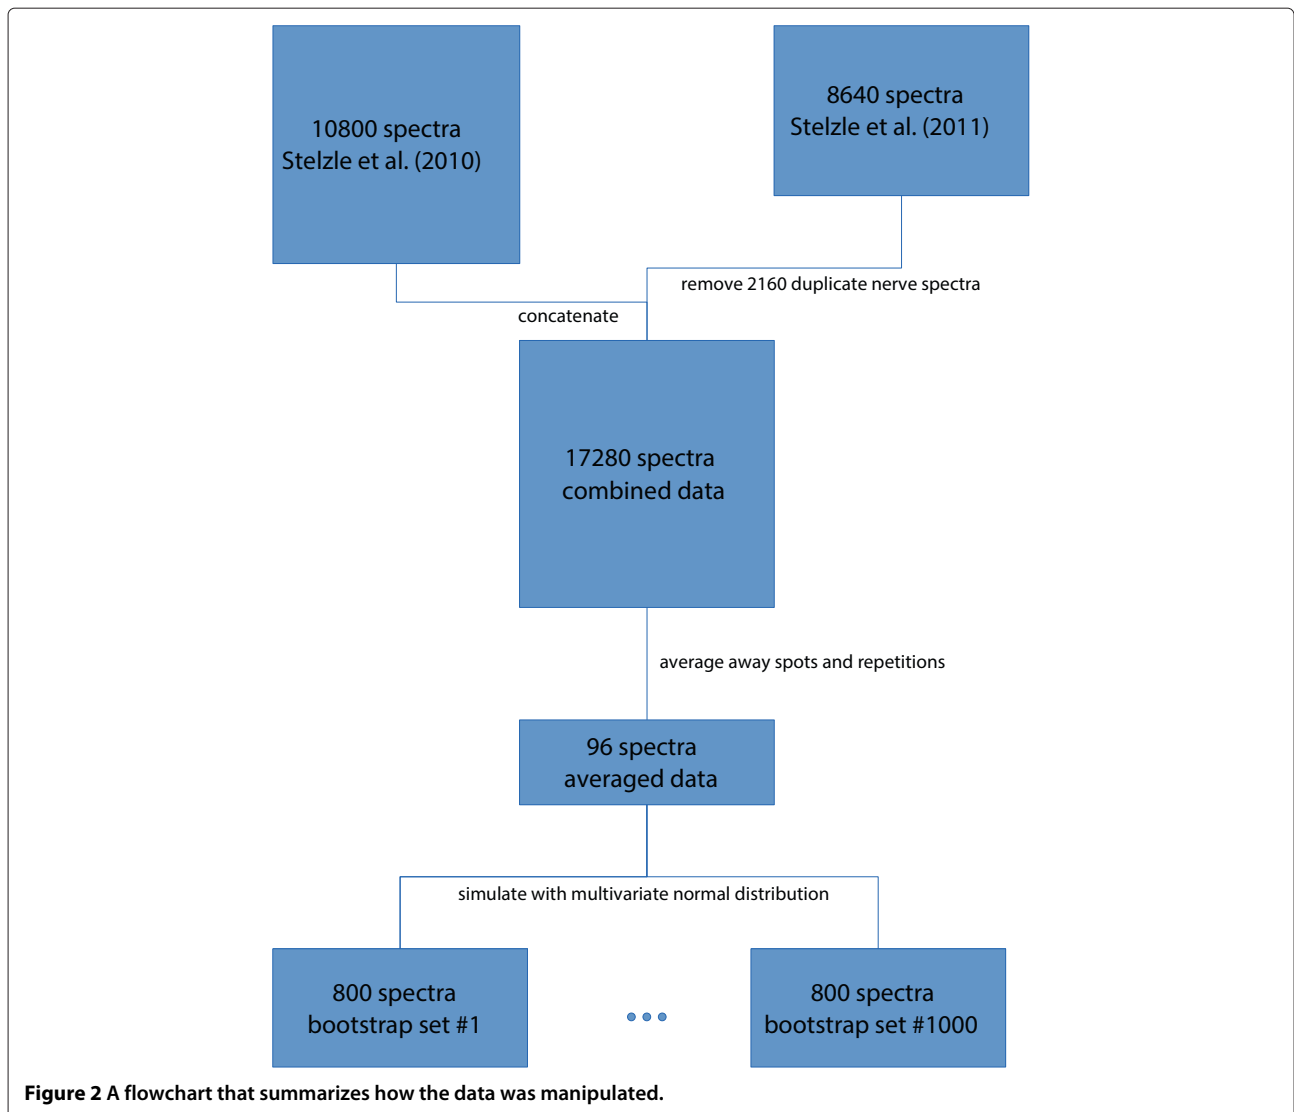 10800 spectra
Stelzle et al. (2010)
8640 spectra
Stelzle et al. (2011)
remove 2160 duplicate nerve spectra
concatenate
17280 spectra
combined data
average away spots and repetitions
96 spectra
averaged data
simulate with multivariate normal distribution
800 spectra
bootstrap set #1
800 spectra
bootstrap set #1000
Figure 2 A flowchart that summarizes how the data was manipulated.